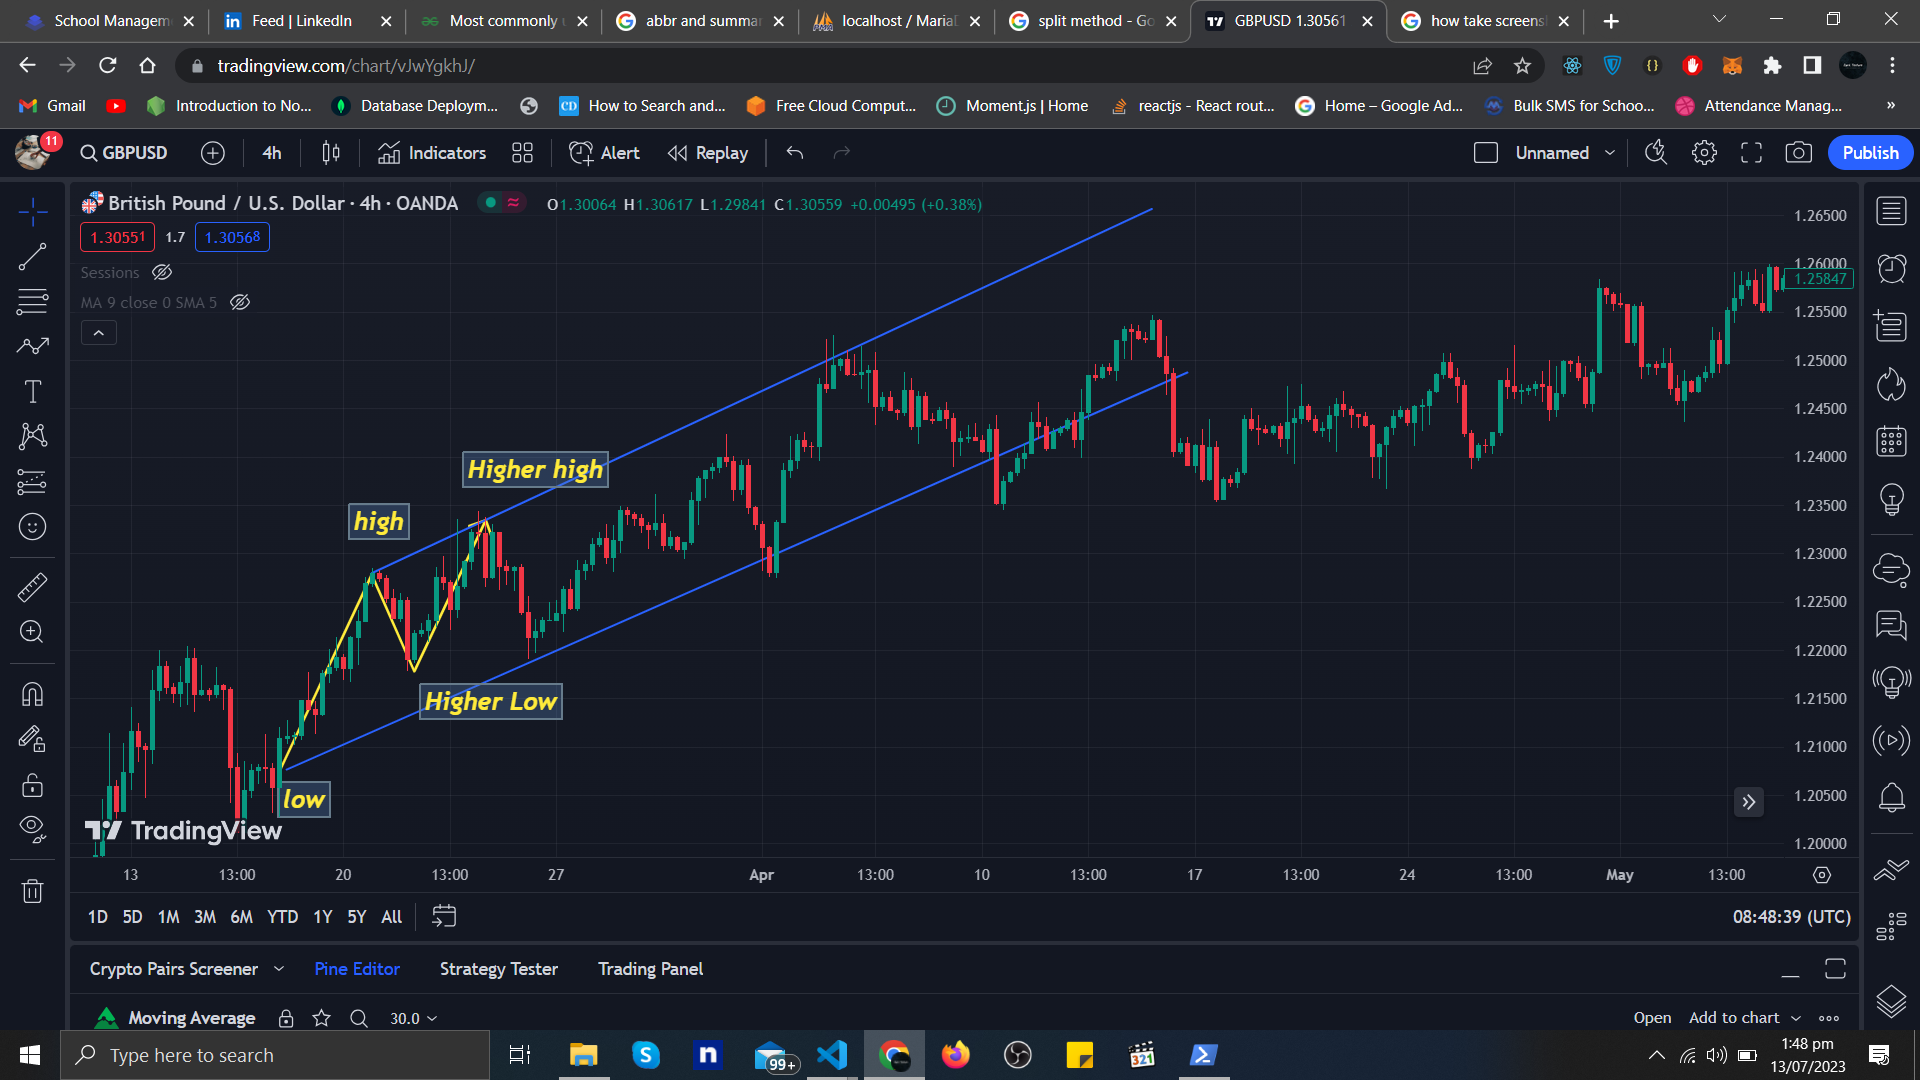 School Managem
Feed | LinkedIn
Most commonly u
abbr and summar
localhost / MariaD
split method - Go
GBPUSD 1.30561
how take screensh
tradingview.com/chart/vJwYgkhJ/
Gmail
Introduction to No...
Database Deploym...
CD How to Search and...
Free Cloud Comput...
Moment.js | Home
reactjs - React rout...
Home – Google Ad...
Bulk SMS for Schoo...
Attendance Manag...
»
11
GBPUSD
4h
Indicators
Alert
Replay
Unnamed
Publish
British Pound / U.S. Dollar · 4h · OANDA
O1.30064 H1.30617 L1.29841 C1.30559 +0.00495 (+0.38%)
1.30551 1.7 1.30568
Sessions
MA 9 close 0 SMA 5
1.26500
1.26000
1.25847
1.25500
1.25000
1.24500
1.24000
1.23500
1.23000
1.22500
1.22000
1.21500
1.21000
1.20500
1.20000
Higher high
high
Higher Low
low
TradingView
13 13:00 20 13:00 27 Apr 13:00 10 13:00 17 13:00 24 13:00 May 13:00
1D 5D 1M 3M 6M YTD 1Y 5Y All
08:48:39 (UTC)
Crypto Pairs Screener
Pine Editor
Strategy Tester
Trading Panel
Moving Average
30.0
Open
Add to chart
Type here to search
99+
321
1:48 pm
13/07/2023